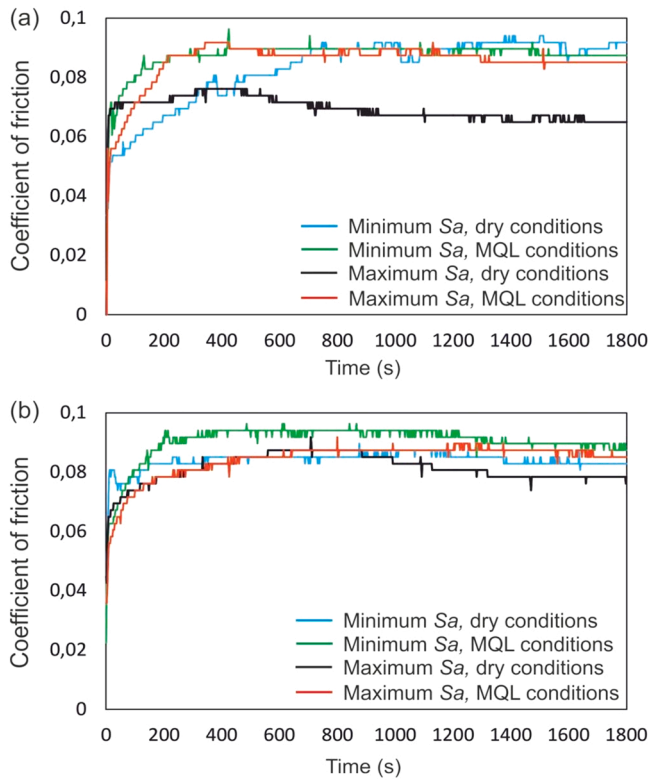 (a)
0,1
0,08
0,06
0,04
0,02
0
Coefficient of friction
Minimum Sa, dry conditions
Minimum Sa, MQL conditions
Maximum Sa, dry conditions
Maximum Sa, MQL conditions
0 200 400 600 800 1000 1200 1400 1600 1800
Time (s)
(b)
0,1
0,08
0,06
0,04
0,02
0
Coefficient of friction
Minimum Sa, dry conditions
Minimum Sa, MQL conditions
Maximum Sa, dry conditions
Maximum Sa, MQL conditions
0 200 400 600 800 1000 1200 1400 1600 1800
Time (s)